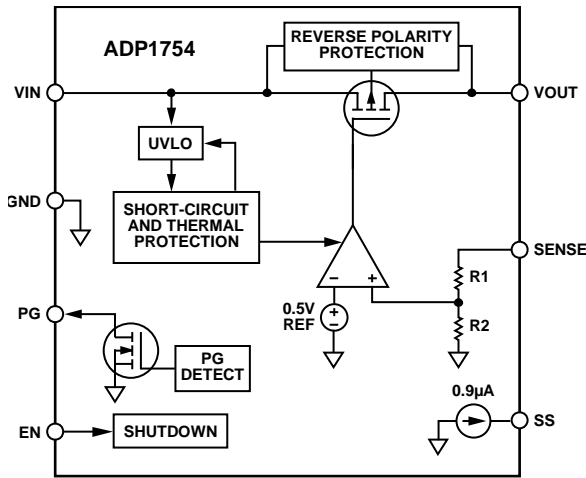 ADP1754
REVERSE POLARITY
PROTECTION
VIN
VOUT
UVLO
GND
SHORT-CIRCUIT
AND THERMAL
PROTECTION
SENSE
R1
PG
0.5V
REF
R2
PG
DETECT
0.9µA
EN
SHUTDOWN
SS